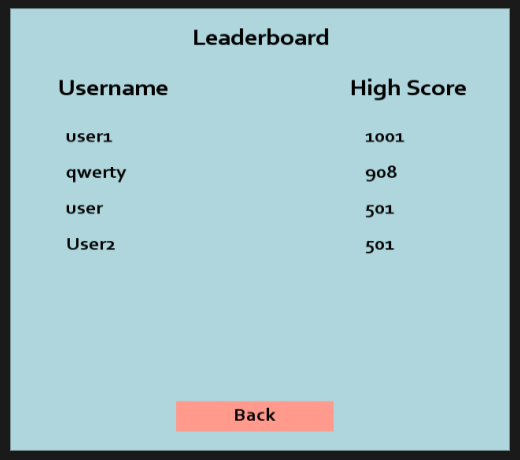 Leaderboard
Username High Score
user1 1001
qwerty 908
user 501
User2 501
Back